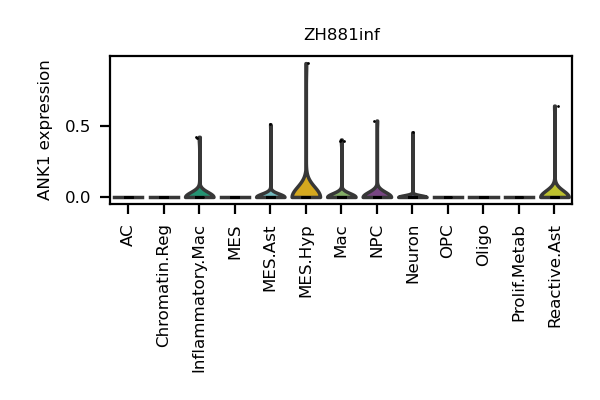 ZH881inf
ANK1 expression
0.5
0.0
AC
Chromatin.Reg
Inflammatory.Mac
MES
MES.Ast
MES.Hyp
Mac
NPC
Neuron
OPC
Oligo
Prolif.Metab
Reactive.Ast